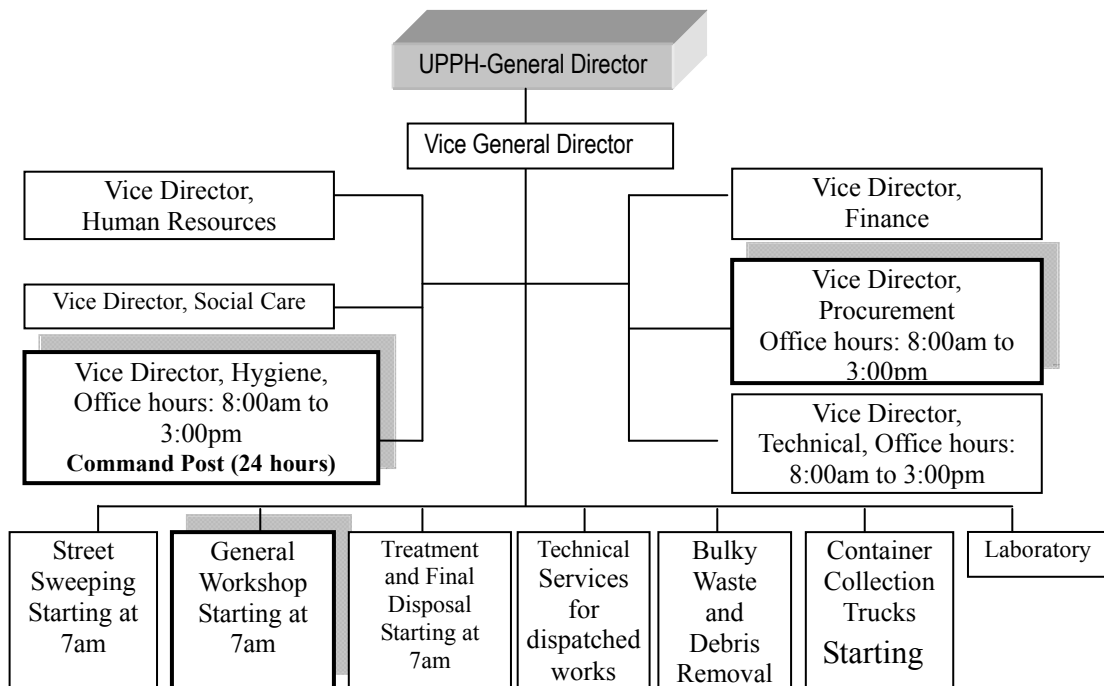 UPPH-General Director
Vice General Director
Vice Director,
Human Resources
Vice Director,
Finance
Vice Director, Social Care
Vice Director,
Procurement
Office hours: 8:00am to
3:00pm
Vice Director, Hygiene,
Office hours: 8:00am to
3:00pm
Command Post (24 hours)
Vice Director,
Technical, Office hours:
8:00am to 3:00pm
Street
Sweeping
Starting at
7am
General
Workshop
Starting at
7am
Treatment
and Final
Disposal
Starting at
7am
Technical
Services
for
dispatched
works
Bulky
Waste
and
Debris
Removal
Container
Collection
Trucks
Starting
Laboratory